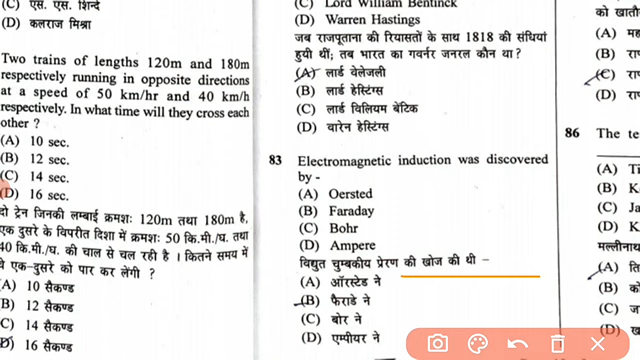 (C) एस. एस. शिन्दे
(D) कलराज मिश्रा
Two trains of lengths 120m and 180m
respectively running in opposite directions
at a speed of 50 km/hr and 40 km/h
respectively. In what time will they cross each
other ?
(A) 10 sec.
(B) 12 sec.
(C) 14 sec.
(D) 16 sec.
दो ट्रेन जिनकी लम्बाई क्रमशः 120m तथा 180m है,
एक दुसरे के विपरीत दिशा में क्रमशः 50 कि.मी./घ. तथा
40 कि.मी./घ. की चाल से चल रही है । कितने समय में
वे एक-दुसरे को पार कर लेंगी ?
(A) 10 सैकण्ड
(B) 12 सैकण्ड
(C) 14 सैकण्ड
(D) 16 सैकण्ड
(C) Lord William Bentinck
(D) Warren Hastings
जब राजपूताना की रियासतों के साथ 1818 की संधियां
हुयी थीं; तब भारत का गवर्नर जनरल कौन था ?
(A) लार्ड वेलेजली
(B) लार्ड हेस्टिंग्स
(C) लार्ड विलियम बेंटिक
(D) वारेन हेस्टिंग्स
83 Electromagnetic induction was discovered
by -
(A) Oersted
(B) Faraday
(C) Bohr
(D) Ampere
विद्युत चुम्बकीय प्रेरण की खोज की थी –
(A) ऑरस्टेड ने
(B) फैराडे ने
(C) बोर ने
(D) एम्पीयर ने
को
(A)
(B)
(C)
(D)
86 The
(A)
(B)
(C)
(D)
(A)
(B)
(C)
(D)